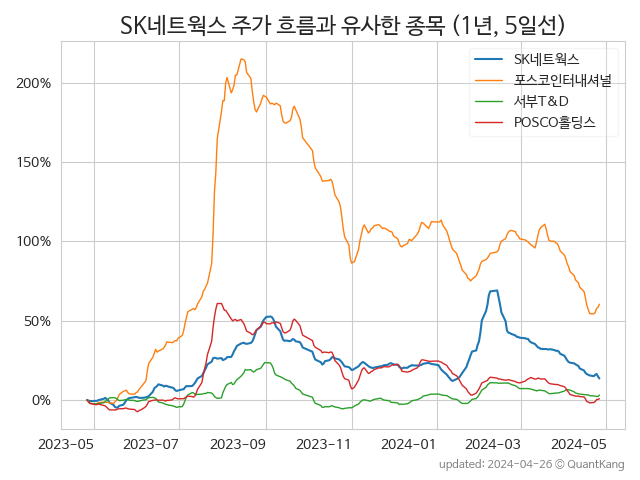 SK네트웍스 주가 흐름과 유사한 종목 (1년, 5일선)
SK네트웍스
포스코인터내셔널
서부T&D
POSCO홀딩스
200%
150%
100%
50%
0%
2023-05 2023-07 2023-09 2023-11 2024-01 2024-03 2024-05
updated: 2024-04-26 © QuantKang